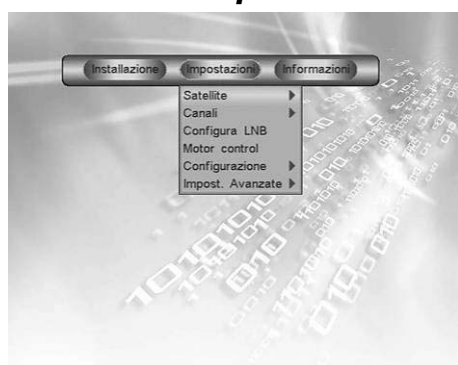 Installazione Impostazioni Informazioni
Satellite
Canali
Configura LNB
Motor control
Configurazione
Impost. Avanzate